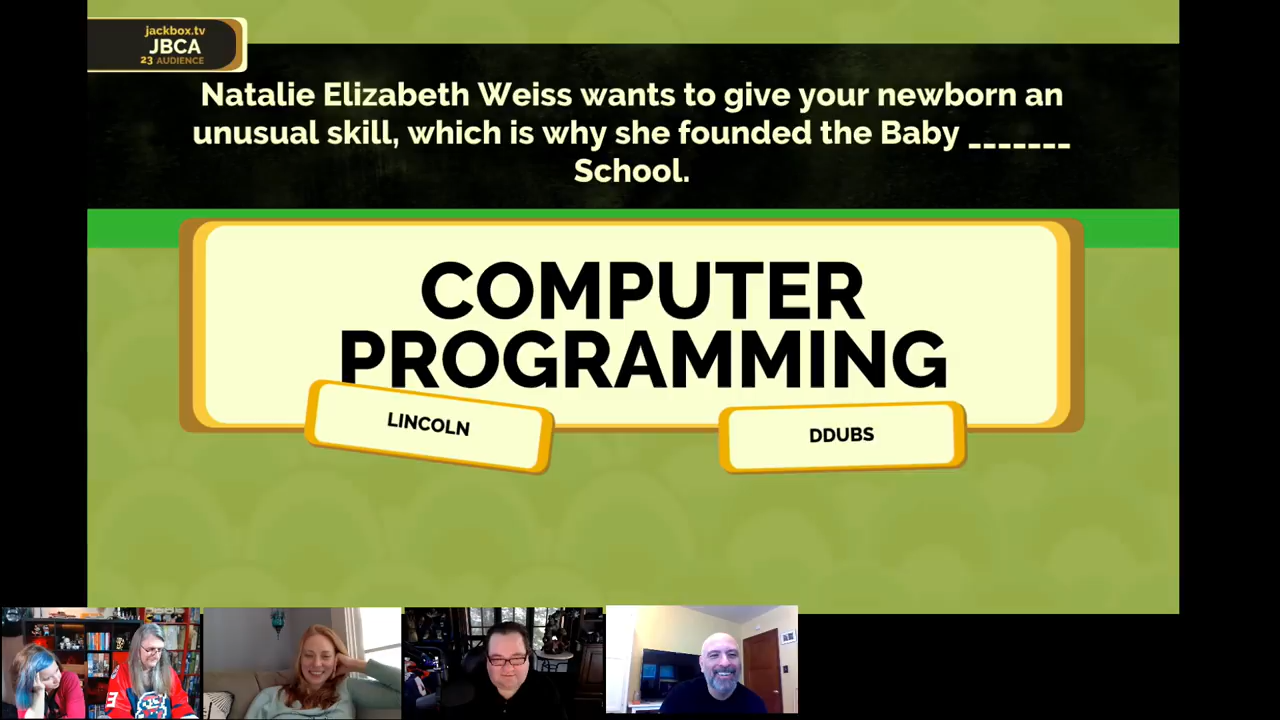 jackbox.tv
JBCA
23 AUDIENCE
Natalie Elizabeth Weiss wants to give your newborn an
unusual skill, which is why she founded the Baby _______
School.
COMPUTER
PROGRAMMING
LINCOLN
DDUBS